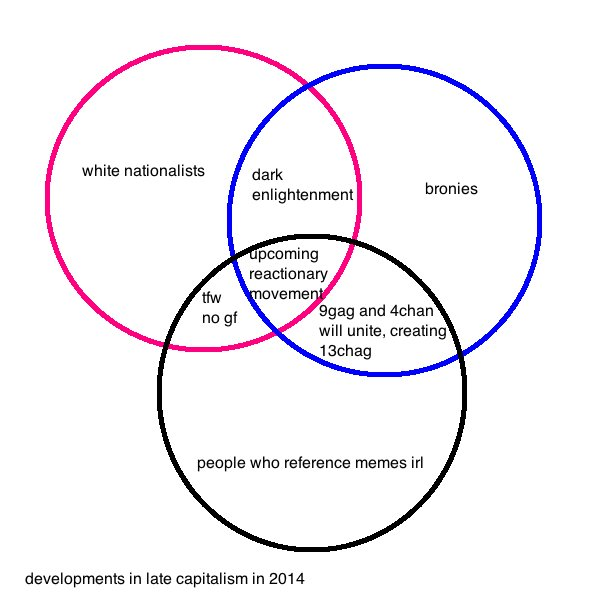 white nationalists
dark
enlightenment
bronies
upcoming
reactionary
movement
tfw
no gf
9gag and 4chan
will unite, creating
13chag
people who reference memes irl
developments in late capitalism in 2014